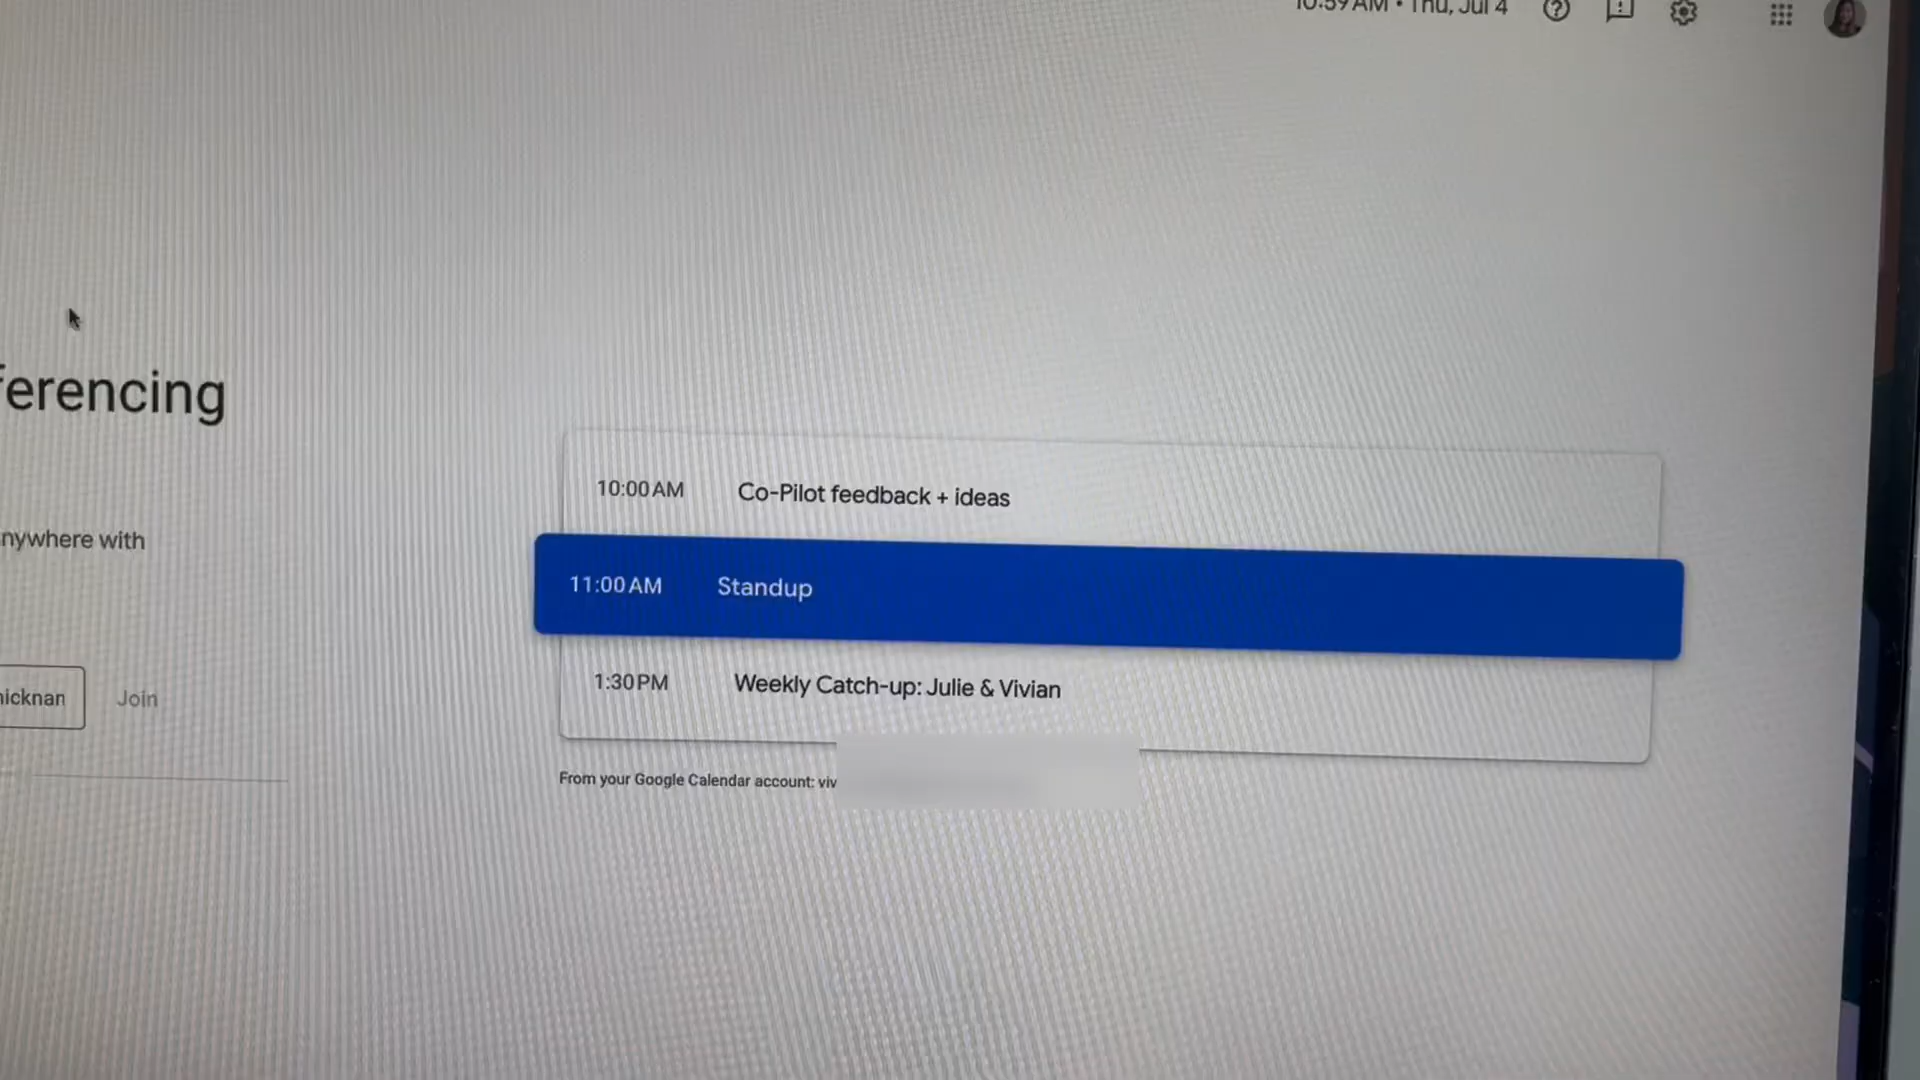 10:59 AM • Thu, Jul 4
ferencing
10:00 AM Co-Pilot feedback + ideas
nywhere with
11:00 AM Standup
1:30 PM Weekly Catch-up: Julie & Vivian
nicknan Join
From your Google Calendar account: viv